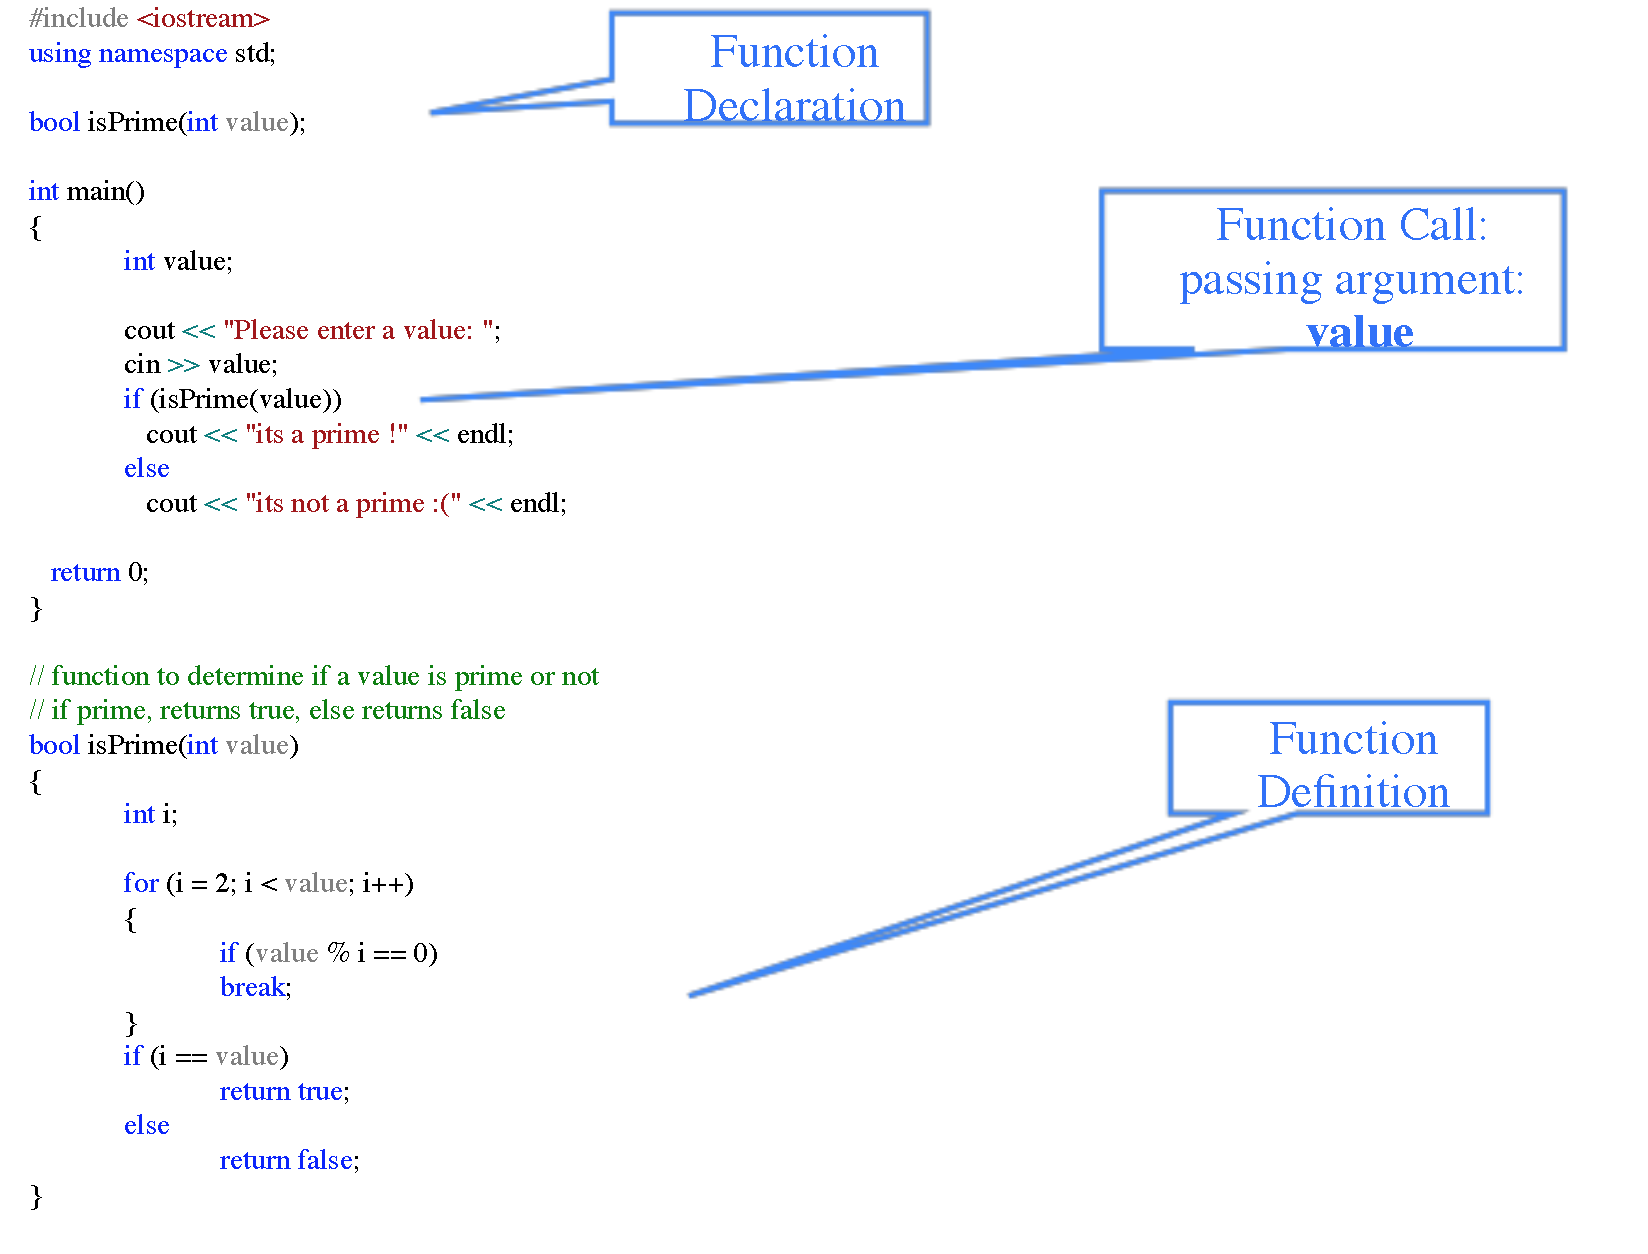 #include <iostream>
using namespace std;
bool isPrime(int value);
int main()
{
int value;
cout << "Please enter a value: ";
cin >> value;
if (isPrime(value))
cout << "its a prime !" << endl;
else
cout << "its not a prime :(" << endl;
return 0;
}
// function to determine if a value is prime or not
// if prime, returns true, else returns false
bool isPrime(int value)
{
int i;
for (i = 2; i < value; i++)
{
if (value % i == 0)
break;
}
if (i == value)
return true;
else
return false;
}
Function
Declaration
Function Call:
passing argument:
value
Function
Definition